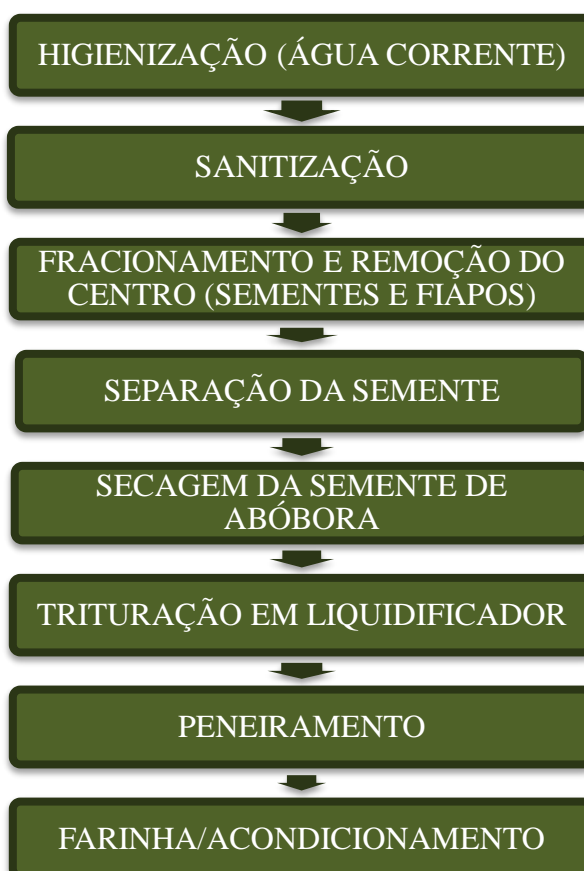 HIGIENIZAÇÃO (ÁGUA CORRENTE)
SANITIZAÇÃO
FRACIONAMENTO E REMOÇÃO DO
CENTRO (SEMENTES E FIAPOS)
SEPARAÇÃO DA SEMENTE
SECAGEM DA SEMENTE DE
ABÓBORA
TRITURAÇÃO EM LIQUIDIFICADOR
PENEIRAMENTO
FARINHA/ACONDICIONAMENTO